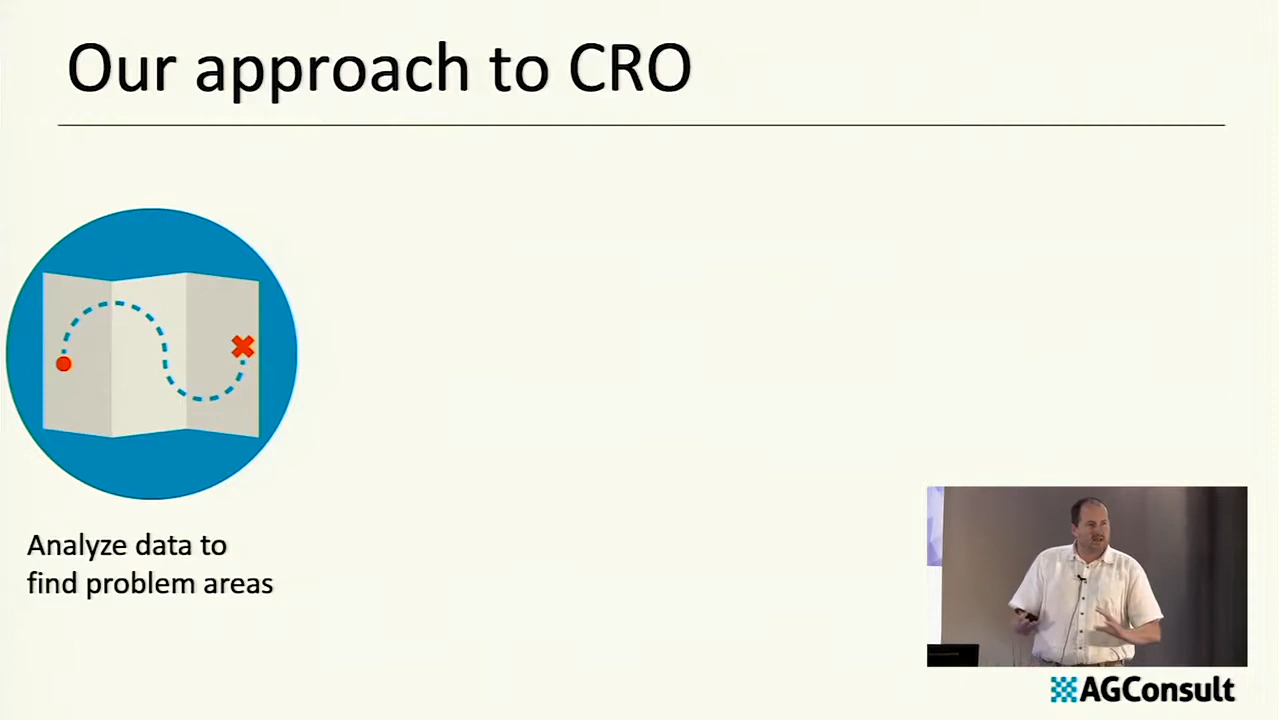 Our approach to CRO
Analyze data to
find problem areas
AGConsult